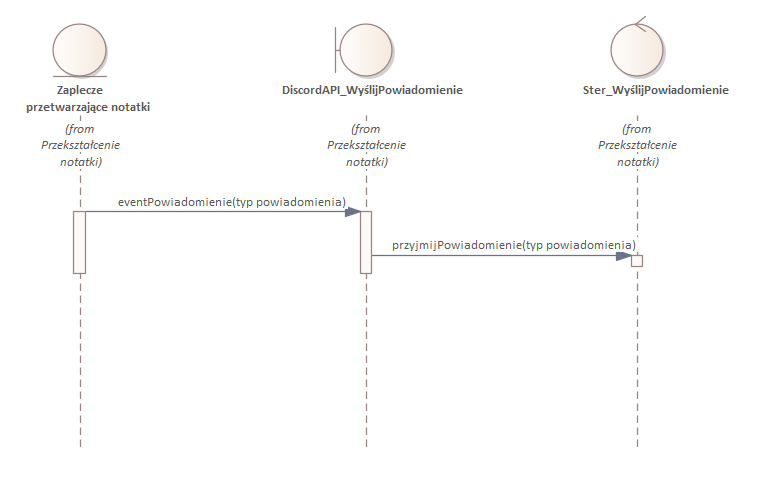 Zaplecze
przetwarzające notatki
(from
Przekształcenie
notatki)
DiscordAPI_WyślijPowiadomienie
(from
Przekształcenie
notatki)
Ster_WyślijPowiadomienie
(from
Przekształcenie
notatki)
eventPowiadomienie(typ powiadomienia)
przyjmijPowiadomienie(typ powiadomienia)